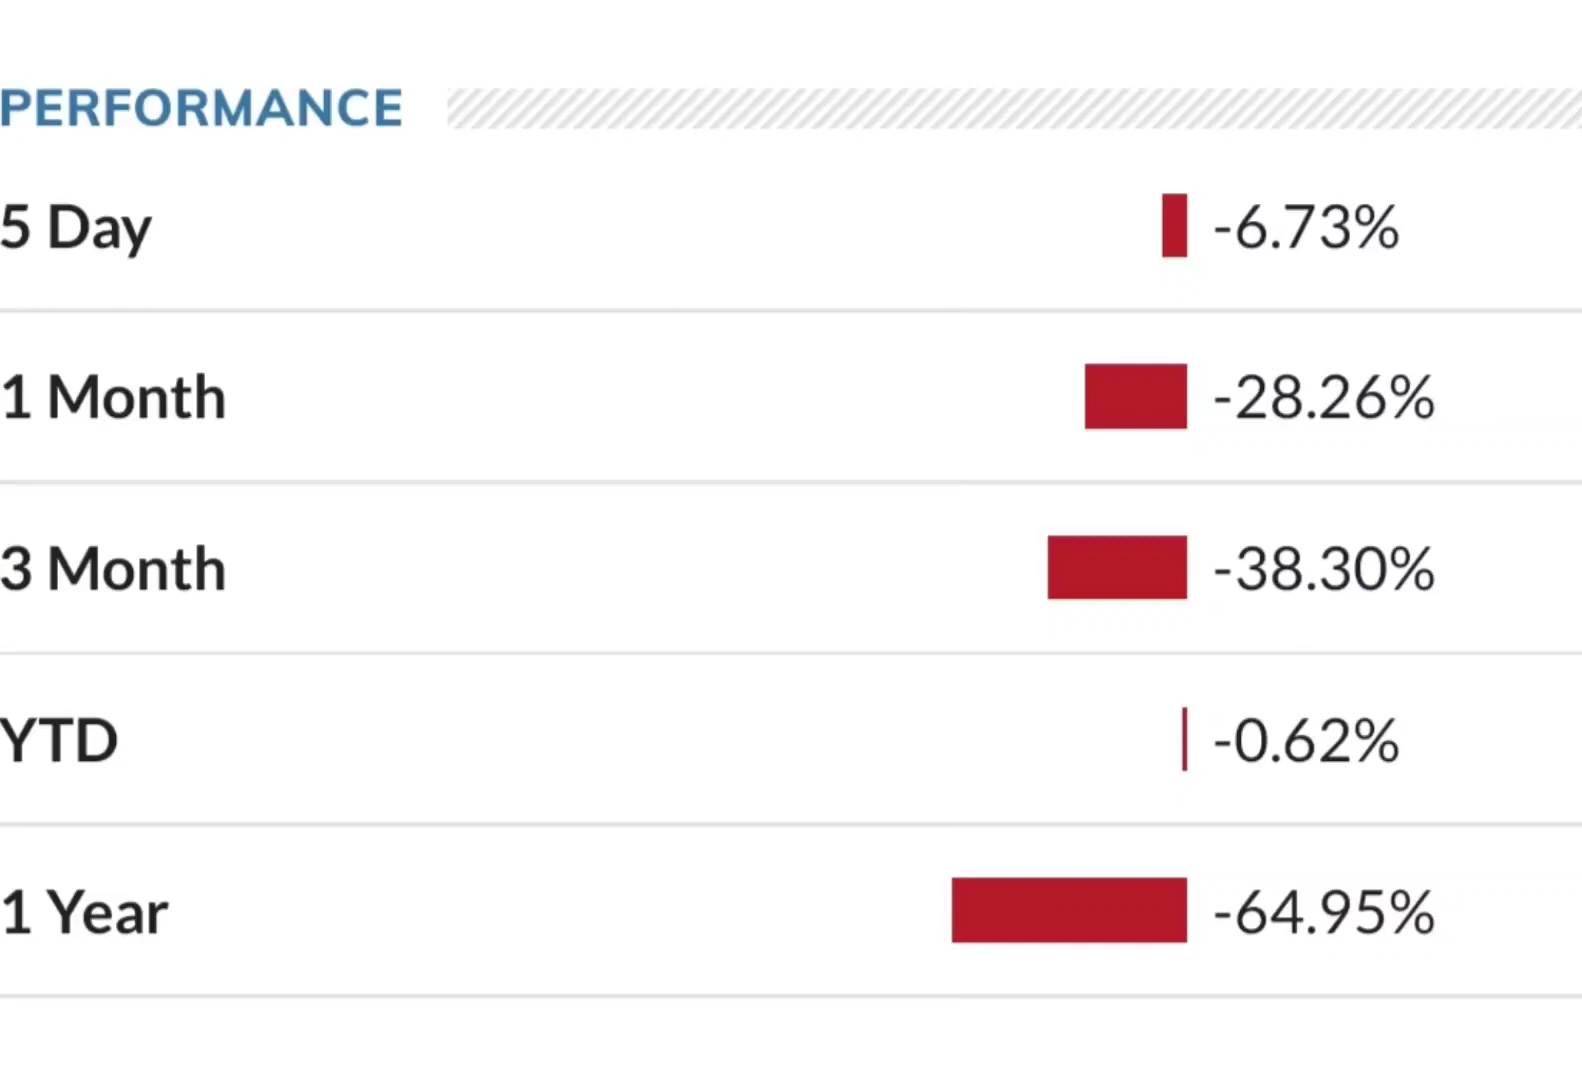 PERFORMANCE
5 Day -6.73%
1 Month -28.26%
3 Month -38.30%
YTD -0.62%
1 Year -64.95%